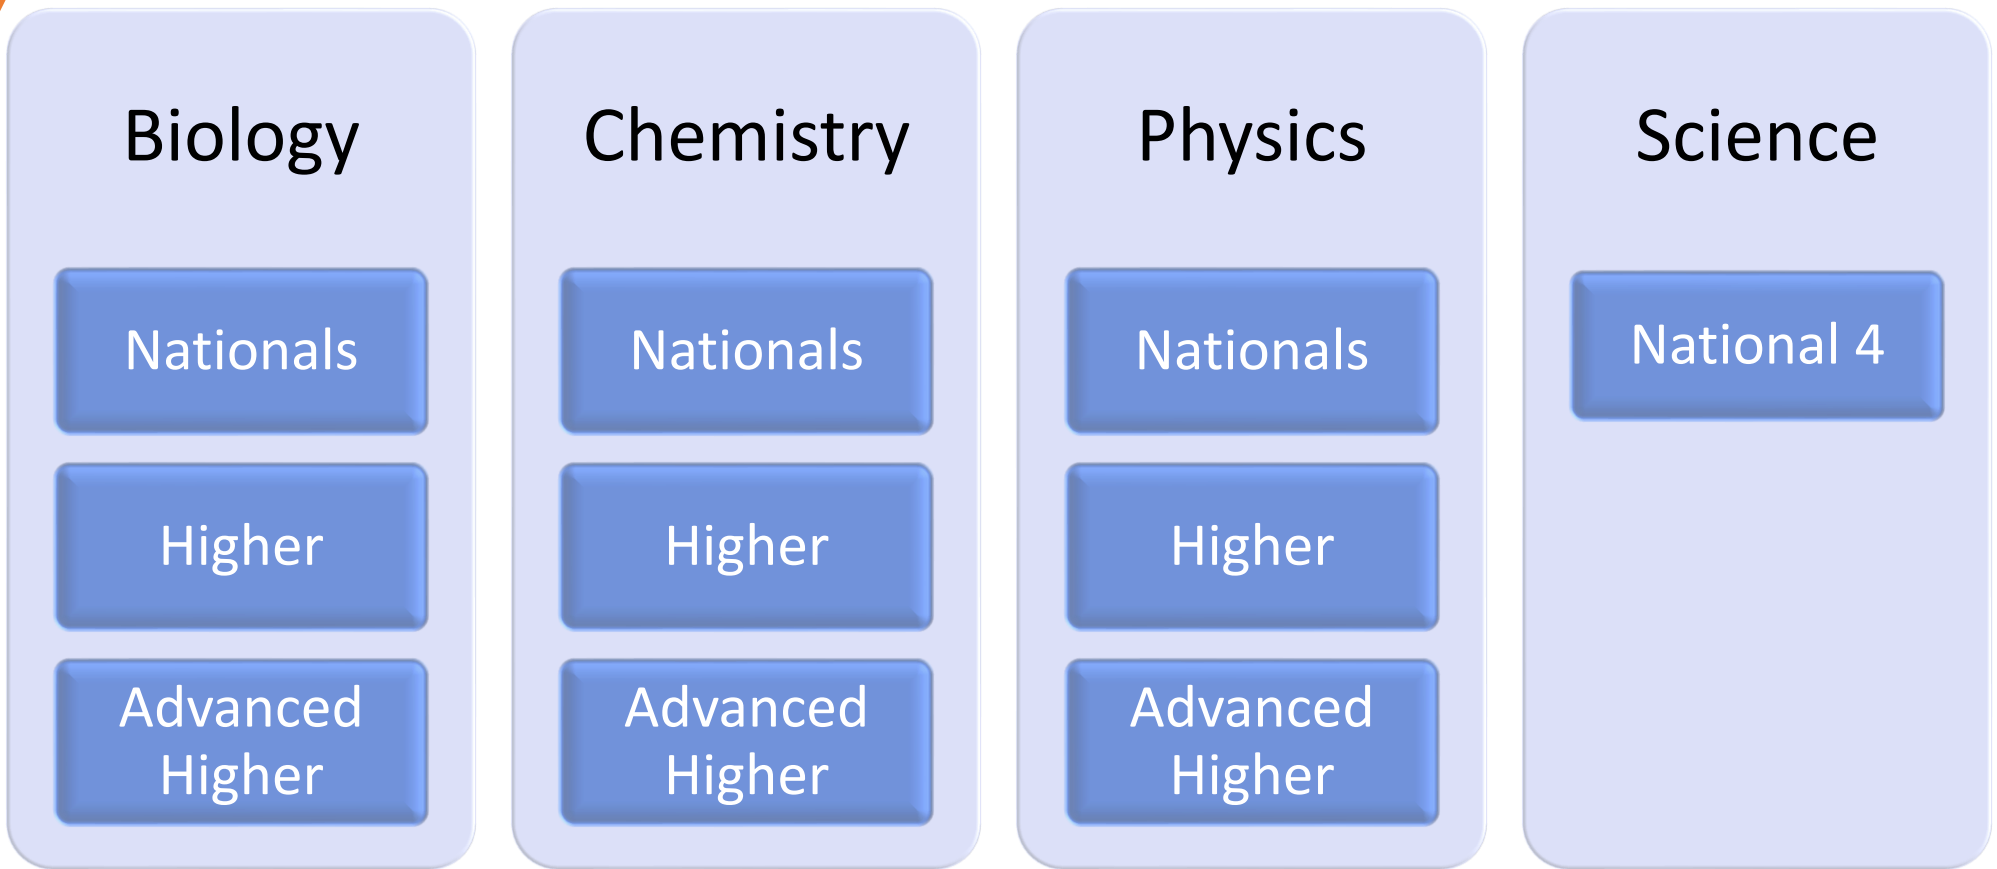 Biology
Nationals
Higher
Advanced
Higher
Chemistry
Nationals
Higher
Advanced
Higher
Physics
Nationals
Higher
Advanced
Higher
Science
National 4